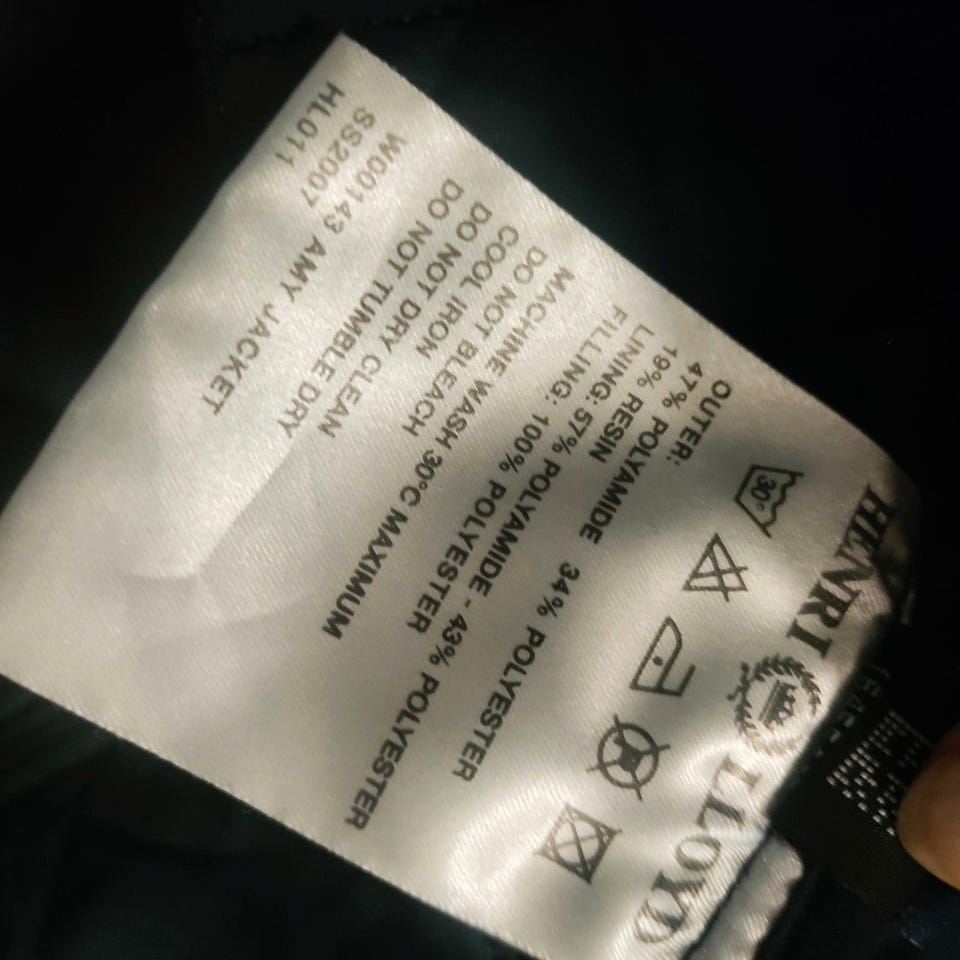 HENRI LLOYD
30°
OUTER:
47% POLYAMIDE 34% POLYESTER
19% RESIN
LINING: 57% POLYAMIDE - 43% POLYESTER
FILLING: 100% POLYESTER
MACHINE WASH 30°C MAXIMUM
DO NOT BLEACH
COOL IRON
DO NOT DRY CLEAN
DO NOT TUMBLE DRY
W00143 AMY JACKET
SS2007
HL011